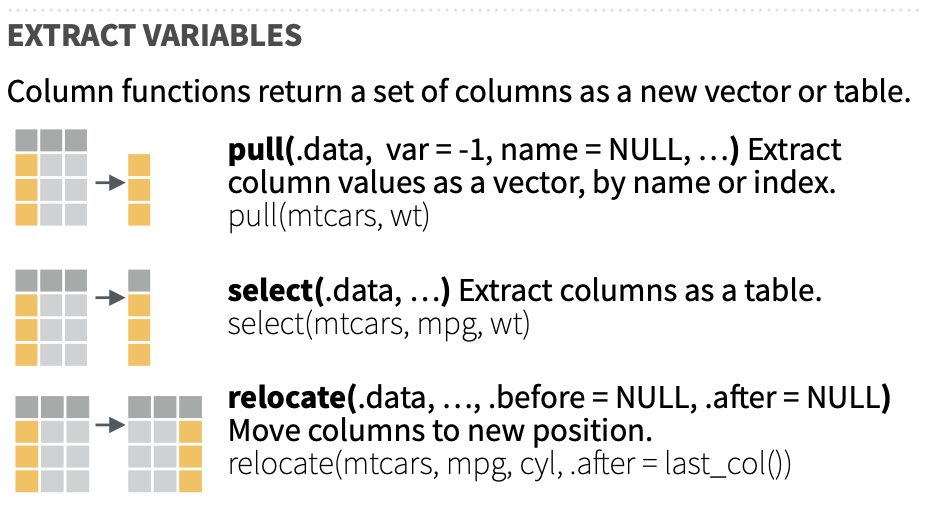 EXTRACT VARIABLES
Column functions return a set of columns as a new vector or table.
pull(.data, var = -1, name = NULL, …) Extract
column values as a vector, by name or index.
pull(mtcars, wt)
select(.data, …) Extract columns as a table.
select(mtcars, mpg, wt)
relocate(.data, …, .before = NULL, .after = NULL)
Move columns to new position.
relocate(mtcars, mpg, cyl, .after = last_col())